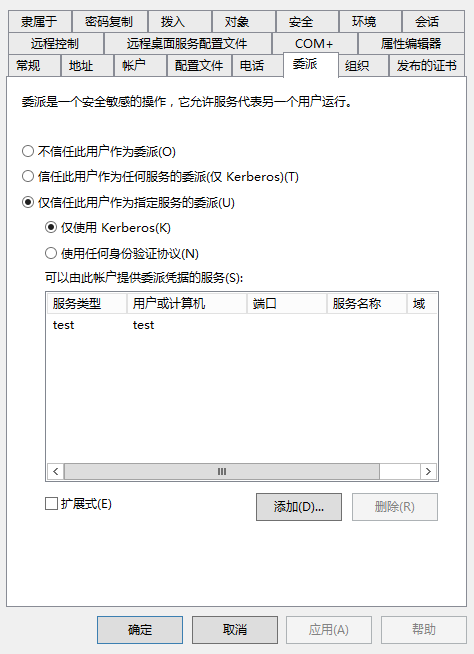 隶属于 密码复制 拨入 对象 安全 环境 会话
远程控制 远程桌面服务配置文件 COM+ 属性编辑器
常规 地址 帐户 配置文件 电话 委派 组织 发布的证书
委派是一个安全敏感的操作，它允许服务代表另一个用户运行。
不信任此用户作为委派(O)
信任此用户作为任何服务的委派(仅 Kerberos)(T)
仅信任此用户作为指定服务的委派(U)
仅使用 Kerberos(K)
使用任何身份验证协议(N)
可以由此帐户提供委派凭据的服务(S):
服务类型 用户或计算机 端口 服务名称 域
test test
扩展式(E) 添加(D)... 删除(R)
确定 取消 应用(A) 帮助